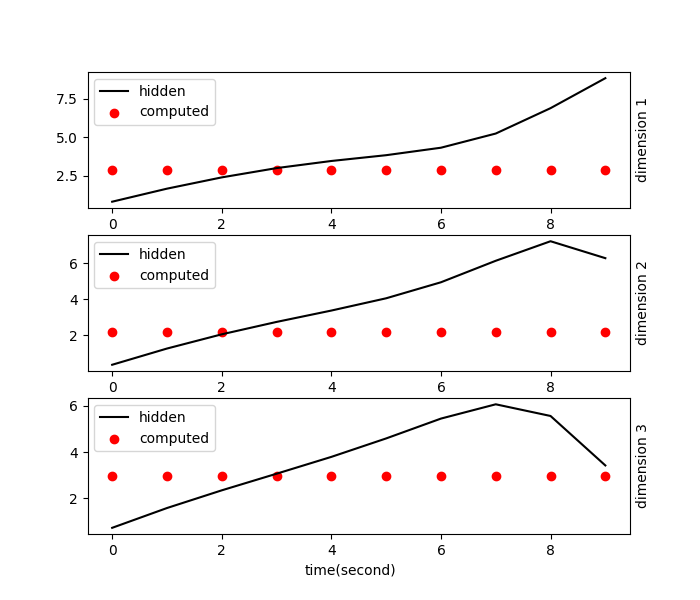 hidden
computed
7.5
5.0
2.5
0 2 4 6 8
dimension 1
hidden
computed
6
4
2
0 2 4 6 8
dimension 2
hidden
computed
6
4
2
0 2 4 6 8
dimension 3
time(second)